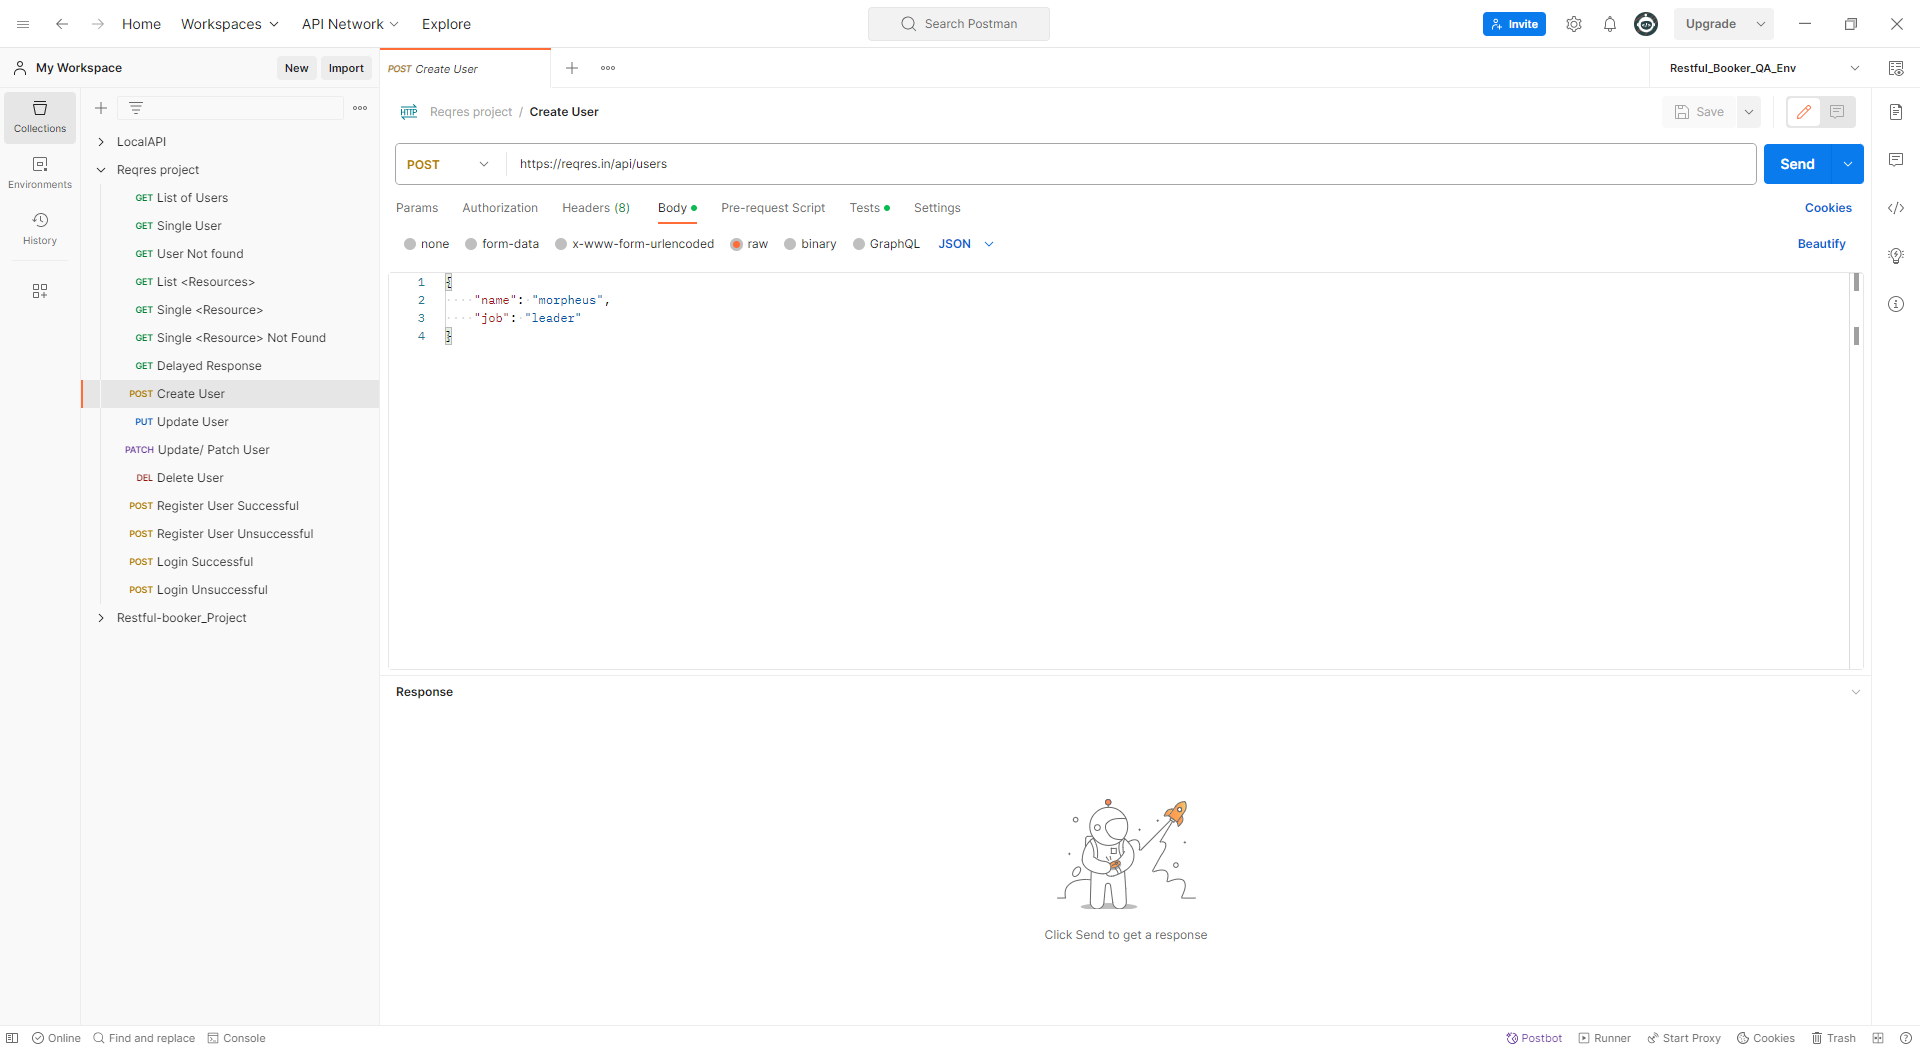 Home Workspaces API Network Explore Search Postman Invite Upgrade
My Workspace New Import POST Create User Restful_Booker_QA_Env
Collections
Environments
History
LocalAPI
Reqres project
GET List of Users
GET Single User
GET User Not found
GET List <Resources>
GET Single <Resource>
GET Single <Resource> Not Found
GET Delayed Response
POST Create User
PUT Update User
PATCH Update/ Patch User
DEL Delete User
POST Register User Successful
POST Register User Unsuccessful
POST Login Successful
POST Login Unsuccessful
Restful-booker_Project
HTTP Reqres project / Create User Save
POST https://reqres.in/api/users Send
Params Authorization Headers (8) Body Pre-request Script Tests Settings Cookies
none form-data x-www-form-urlencoded raw binary GraphQL JSON Beautify
1 {
2 "name": "morpheus",
3 "job": "leader"
4 }
Response
Click Send to get a response
Online Find and replace Console Postbot Runner Start Proxy Cookies Trash